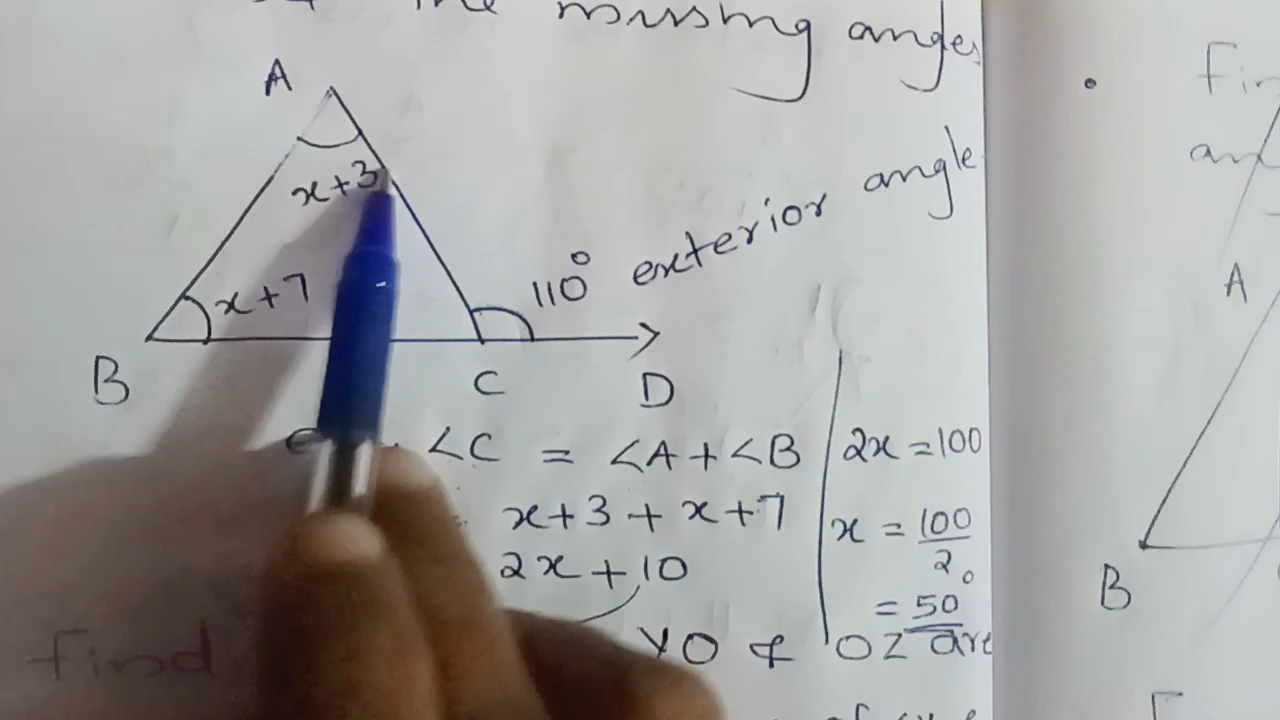 the missing angles
A
x+3
x+7
110° exterior angle
B
C
D
∠C = ∠A+∠B
x+3 + x+7
2x+10
2x=100
x = 100/2
= 50°
find
YO & OZ are
A
B